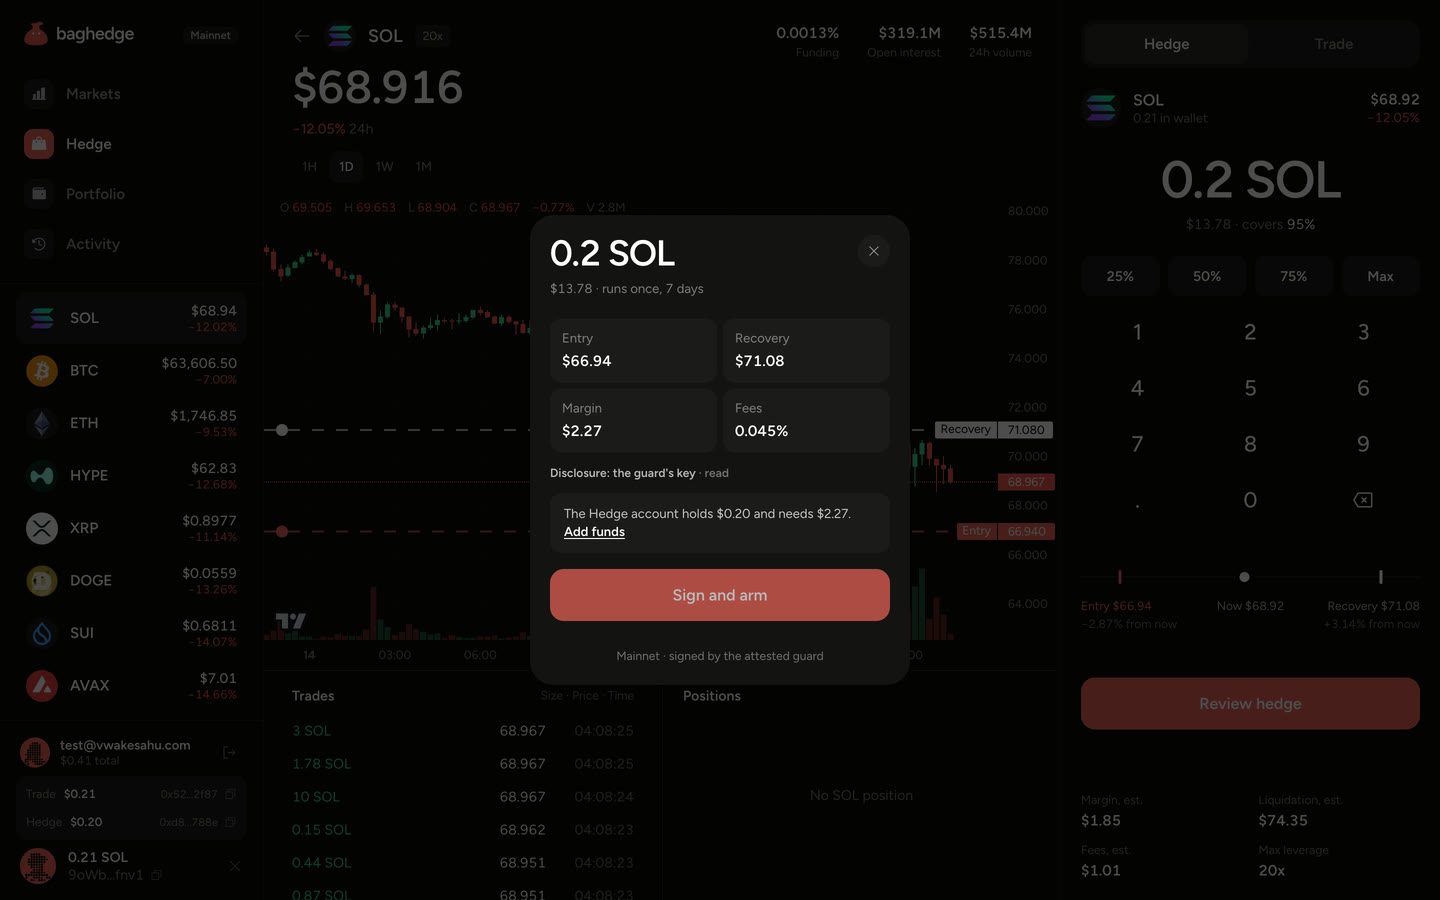 baghedge Mainnet
Markets
Hedge
Portfolio
Activity
SOL $68.94
−12.02%
BTC $63,606.50
−7.00%
ETH $1,746.85
−9.53%
HYPE $62.83
−12.68%
XRP $0.8977
−11.14%
DOGE $0.0559
−13.26%
SUI $0.6811
−14.07%
AVAX $7.01
−14.66%
test@vwakesahu.com
$0.41 total
Trade $0.21 0x52...2f87
Hedge $0.20 0xd8...788e
0.21 SOL
9oWb...fnv1
SOL 20x
0.0013% $319.1M $515.4M
Funding Open interest 24h volume
$68.916
−12.05% 24h
1H 1D 1W 1M
O 69.505 H 69.653 L 68.904 C 68.967 −0.77% V 2.8M
80.000
78.000
76.000
74.000
72.000
Recovery 71.080
70.000
68.967
68.000
Entry 66.940
66.000
64.000
14 03:00 06:00
0.2 SOL
$13.78 · runs once, 7 days
Entry Recovery
$66.94 $71.08
Margin Fees
$2.27 0.045%
Disclosure: the guard's key · read
The Hedge account holds $0.20 and needs $2.27.
Add funds
Sign and arm
Mainnet · signed by the attested guard
Trades Size · Price · Time
3 SOL 68.967 04:08:25
1.78 SOL 68.967 04:08:25
10 SOL 68.967 04:08:24
0.15 SOL 68.962 04:08:23
0.44 SOL 68.951 04:08:23
0.87 SOL 68.951 04:08:23
Positions
No SOL position
Hedge Trade
SOL $68.92
0.21 in wallet −12.05%
0.2 SOL
$13.78 · covers 95%
25% 50% 75% Max
1 2 3
4 5 6
7 8 9
. 0
Entry $66.94 Now $68.92 Recovery $71.08
−2.87% from now +3.14% from now
Review hedge
Margin, est. Liquidation, est.
$1.85 $74.35
Fees, est. Max leverage
$1.01 20x